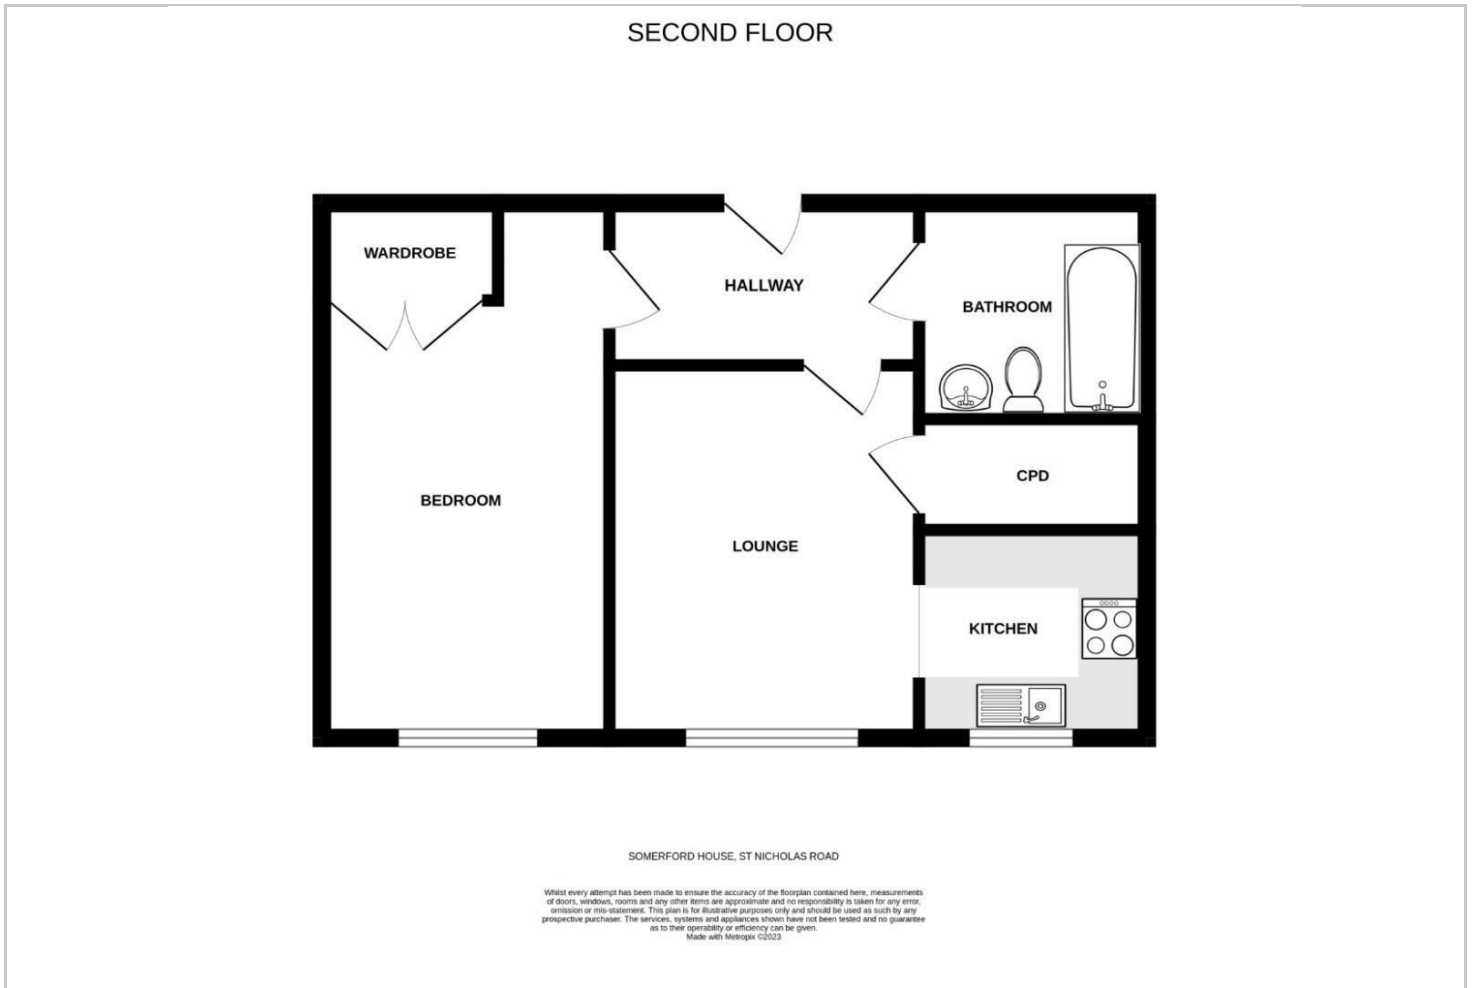 SECOND FLOOR
WARDROBE
HALLWAY
BATHROOM
CPD
BEDROOM
LOUNGE
KITCHEN
SOMERFORD HOUSE, ST NICHOLAS ROAD
Whilst every attempt has been made to ensure the accuracy of the floorplan contained here, measurements
of doors, windows, rooms and any other items are approximate and no responsibility is taken for any error,
omission or mis-statement. This plan is for illustrative purposes only and should be used as such by any
prospective purchaser. The services, systems and appliances shown have not been tested and no guarantee
as to their operability or efficiency can be given.
Made with Metropix ©2023